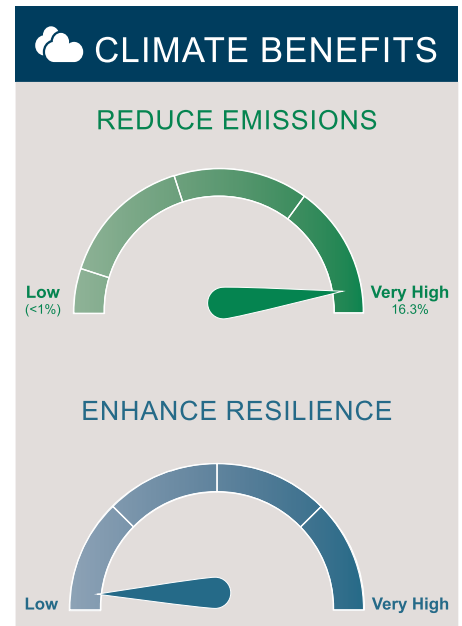 CLIMATE BENEFITS
REDUCE EMISSIONS
Low
(<1%)
Very High
16.3%
ENHANCE RESILIENCE
Low
Very High